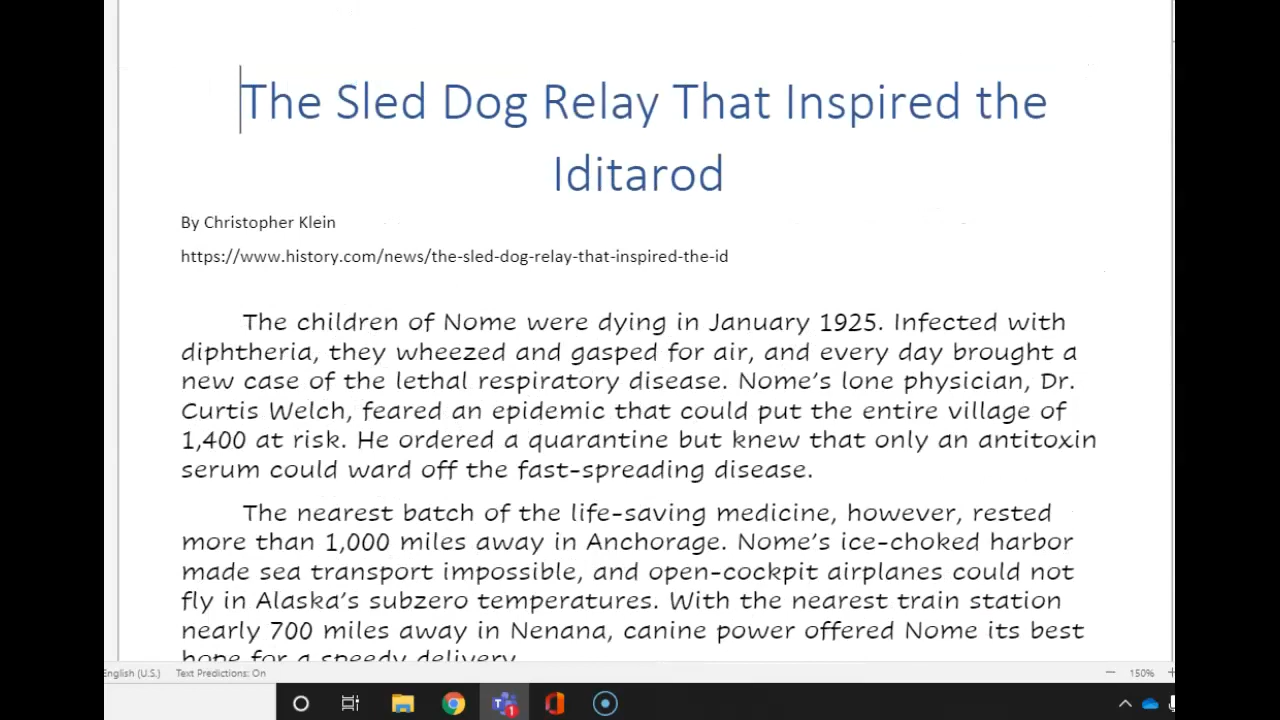 The Sled Dog Relay That Inspired the
Iditarod
By Christopher Klein
https://www.history.com/news/the-sled-dog-relay-that-inspired-the-id
The children of Nome were dying in January 1925. Infected with
diphtheria, they wheezed and gasped for air, and every day brought a
new case of the lethal respiratory disease. Nome’s lone physician, Dr.
Curtis Welch, feared an epidemic that could put the entire village of
1,400 at risk. He ordered a quarantine but knew that only an antitoxin
serum could ward off the fast-spreading disease.
The nearest batch of the life-saving medicine, however, rested
more than 1,000 miles away in Anchorage. Nome’s ice-choked harbor
made sea transport impossible, and open-cockpit airplanes could not
fly in Alaska’s subzero temperatures. With the nearest train station
nearly 700 miles away in Nenana, canine power offered Nome its best
hope for a speedy delivery.
English (U.S.) Text Predictions: On 150%
1